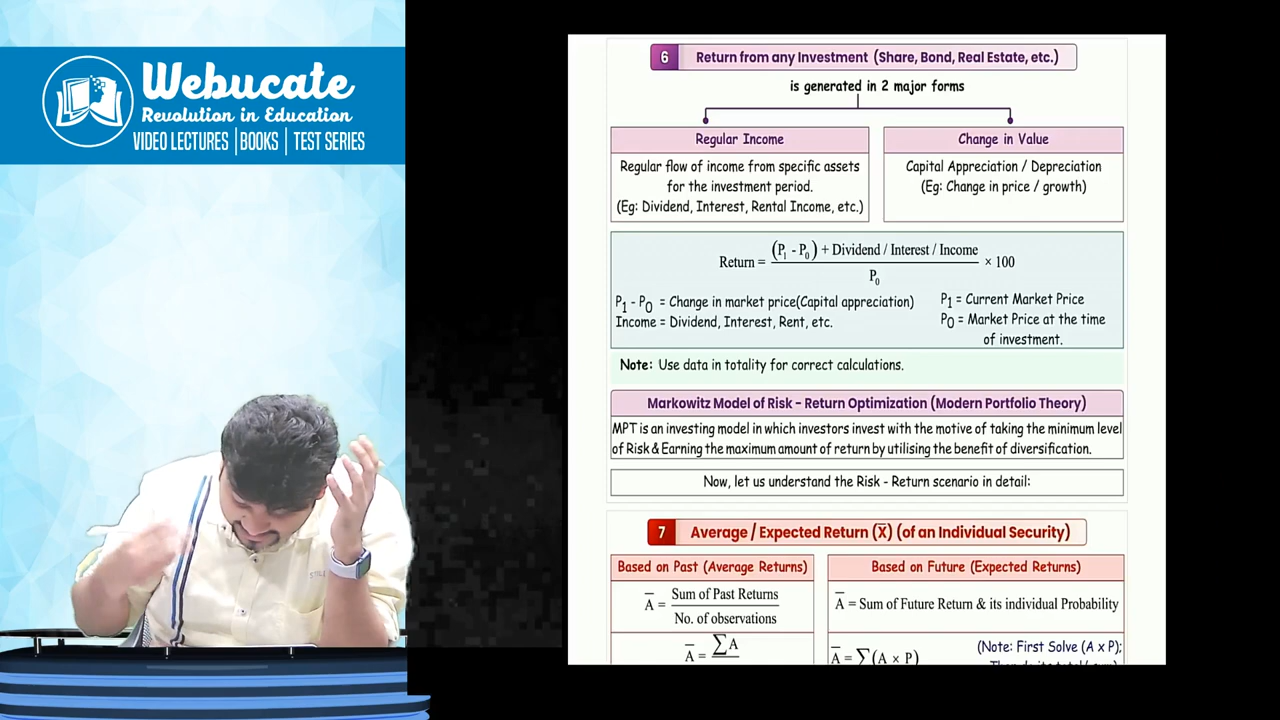 Webucate
Revolution in Education
VIDEO LECTURES | BOOKS | TEST SERIES
6 Return from any Investment (Share, Bond, Real Estate, etc.)
is generated in 2 major forms
Regular Income
Regular flow of income from specific assets
for the investment period.
(Eg: Dividend, Interest, Rental Income, etc.)
Change in Value
Capital Appreciation / Depreciation
(Eg: Change in price / growth)
Return = (P1 - P0) + Dividend / Interest / Income / P0 × 100
P1 - P0 = Change in market price(Capital appreciation)
Income = Dividend, Interest, Rent, etc.
P1 = Current Market Price
P0 = Market Price at the time
of investment.
Note: Use data in totality for correct calculations.
Markowitz Model of Risk - Return Optimization (Modern Portfolio Theory)
MPT is an investing model in which investors invest with the motive of taking the minimum level
of Risk & Earning the maximum amount of return by utilising the benefit of diversification.
Now, let us understand the Risk - Return scenario in detail:
7 Average / Expected Return (X̅) (of an Individual Security)
Based on Past (Average Returns)
A̅ = Sum of Past Returns / No. of observations
A̅ = ∑A
Based on Future (Expected Returns)
A̅ = Sum of Future Return & its individual Probability
A̅ = ∑(A × P)
(Note: First Solve (A x P);